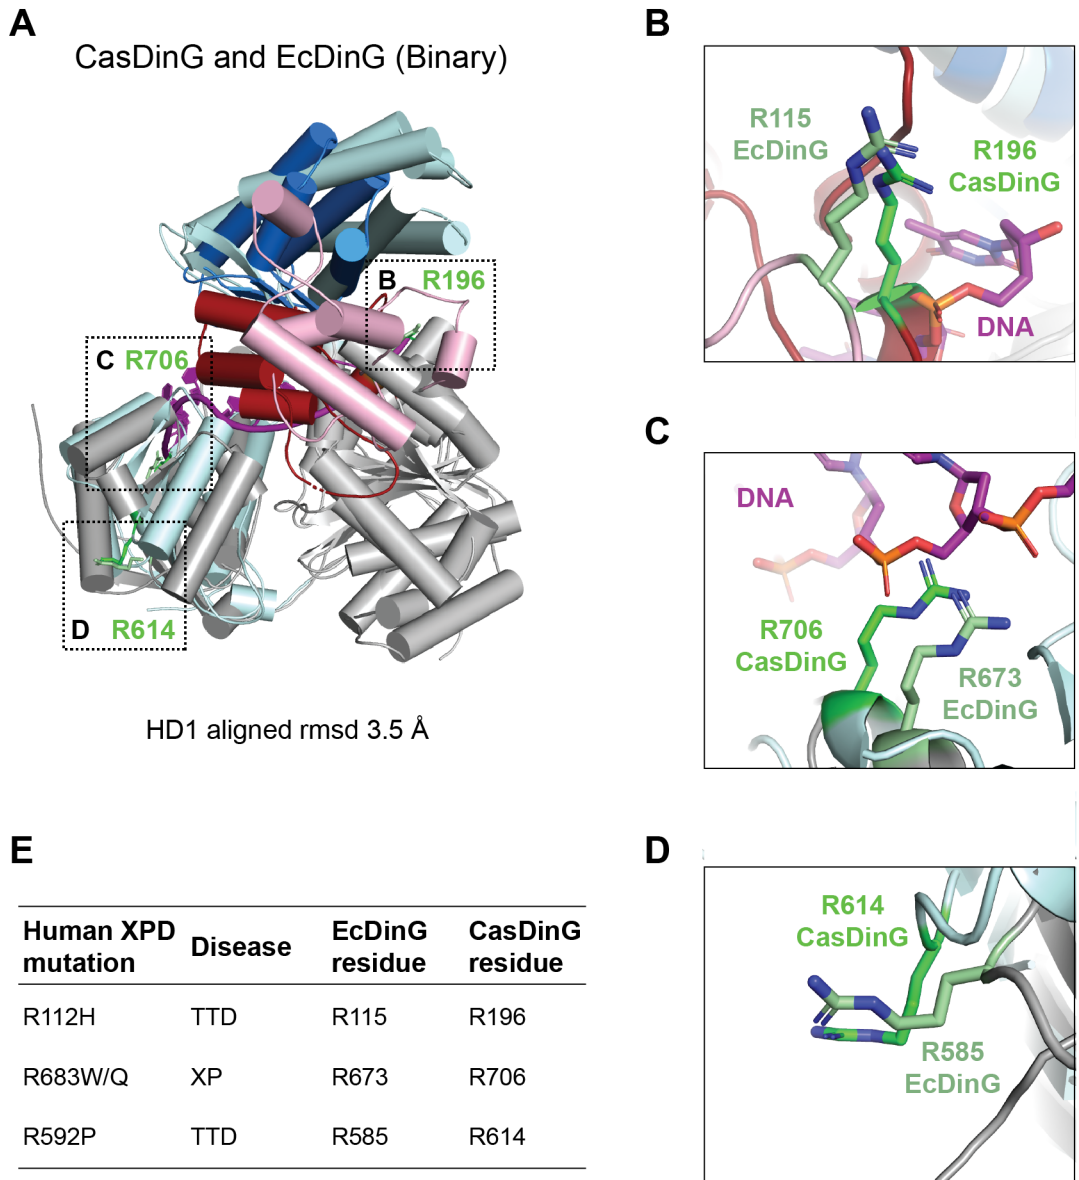 A
CasDinG and EcDinG (Binary)
B R196
C R706
D R614
HD1 aligned rmsd 3.5 Å
B
R115
EcDinG
R196
CasDinG
DNA
C
DNA
R706
CasDinG
R673
EcDinG
D
R614
CasDinG
R585
EcDinG
E
Human XPD mutation Disease EcDinG residue CasDinG residue
R112H TTD R115 R196
R683W/Q XP R673 R706
R592P TTD R585 R614